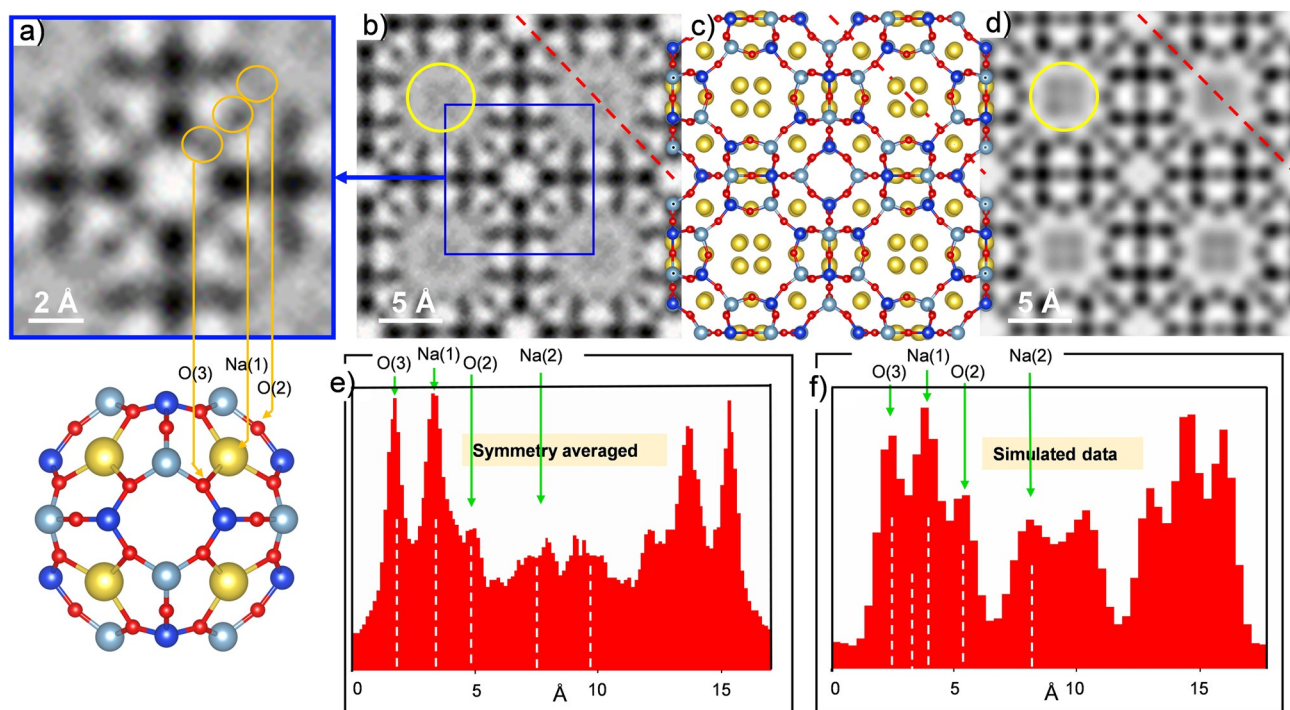 a)
b)
c)
d)
2 Å
5 Å
5 Å
O(3)
Na(1)
O(2)
e)
O(3)
Na(1)
O(2)
Na(2)
Symmetry averaged
0
5
Å
10
15
f)
O(3)
Na(1)
O(2)
Na(2)
Simulated data
0
5
Å
10
15